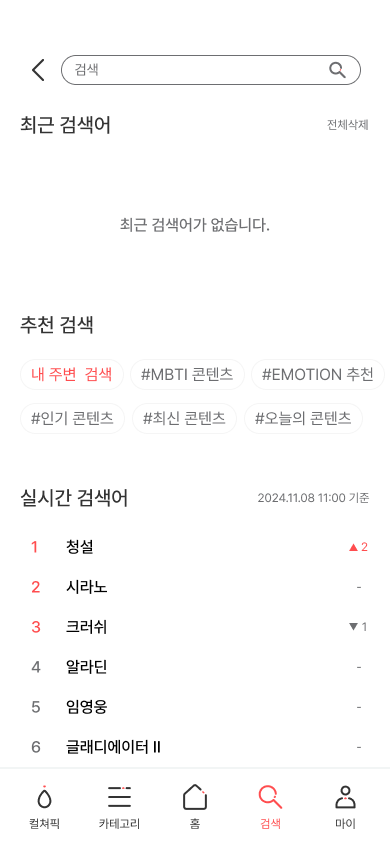 검색
최근 검색어 전체삭제
최근 검색어가 없습니다.
추천 검색
내 주변 검색 #MBTI 콘텐츠 #EMOTION 추천
#인기 콘텐츠 #최신 콘텐츠 #오늘의 콘텐츠
실시간 검색어 2024.11.08 11:00 기준
1 청설 ▲ 2
2 시라노 -
3 크러쉬 ▼ 1
4 알라딘 -
5 임영웅 -
6 글래디에이터 II -
컬쳐픽 카테고리 홈 검색 마이